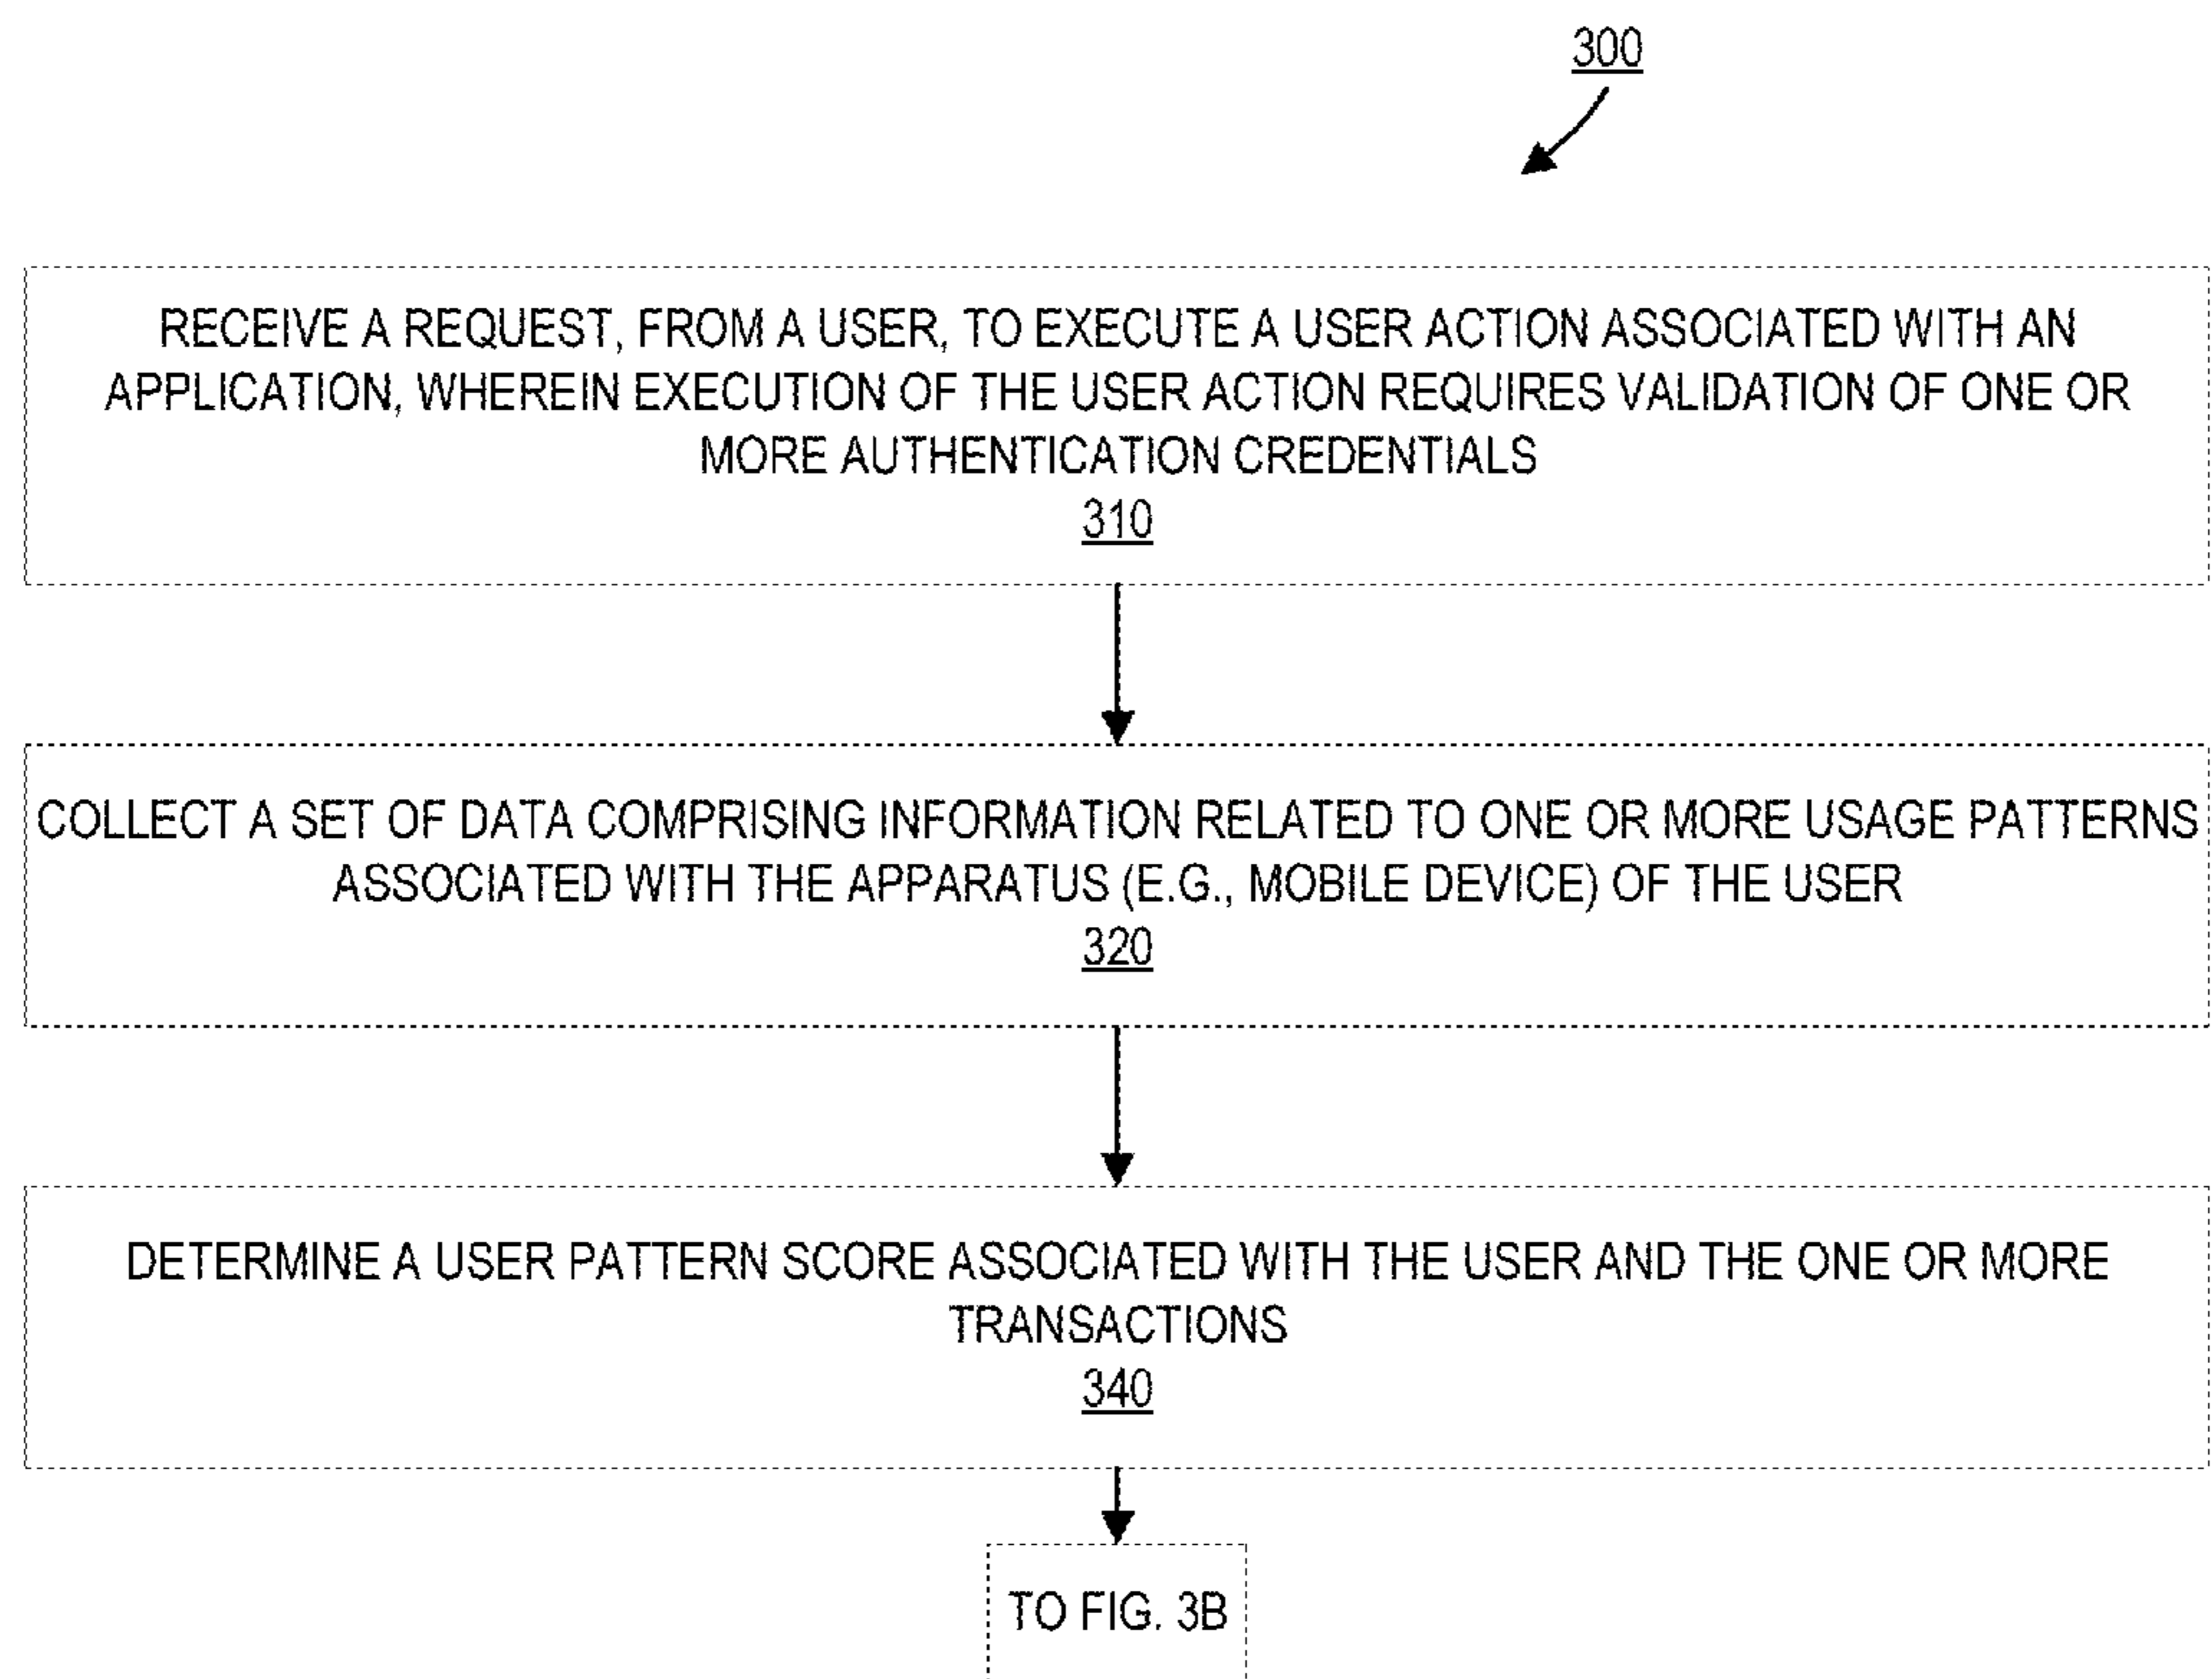 300
RECEIVE A REQUEST, FROM A USER, TO EXECUTE A USER ACTION ASSOCIATED WITH AN
APPLICATION, WHEREIN EXECUTION OF THE USER ACTION REQUIRES VALIDATION OF ONE OR
MORE AUTHENTICATION CREDENTIALS
310
COLLECT A SET OF DATA COMPRISING INFORMATION RELATED TO ONE OR MORE USAGE PATTERNS
ASSOCIATED WITH THE APPARATUS (E.G., MOBILE DEVICE) OF THE USER
320
DETERMINE A USER PATTERN SCORE ASSOCIATED WITH THE USER AND THE ONE OR MORE
TRANSACTIONS
340
TO FIG. 3B